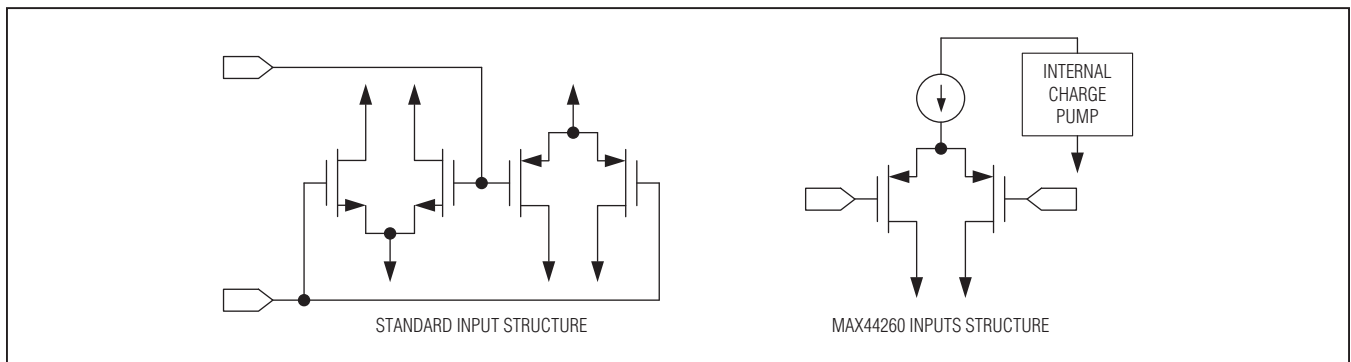 INTERNAL
CHARGE
PUMP
STANDARD INPUT STRUCTURE
MAX44260 INPUTS STRUCTURE